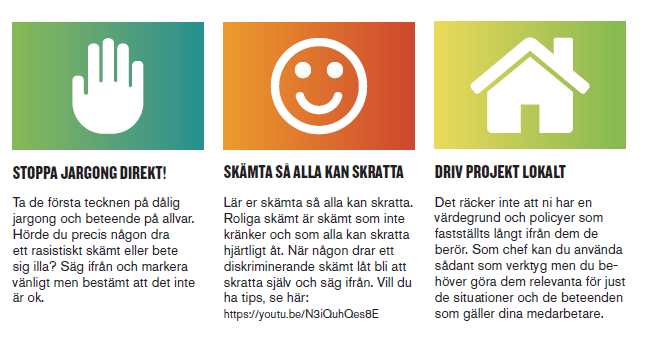 STOPPA JARGONG DIREKT!
Ta de första tecknen på dålig
jargong och beteende på allvar.
Hörde du precis någon dra
ett rasistiskt skämt eller bete
sig illa? Säg ifrån och markera
vänligt men bestämt att det inte
är ok.
SKÄMTA SÅ ALLA KAN SKRATTA
Lär er skämta så alla kan skratta.
Roliga skämt är skämt som inte
kränker och som alla kan skratta
hjärtligt åt. När någon drar ett
diskriminerande skämt låt bli att
skratta själv och säg ifrån. Vill du
ha tips, se här:
https://youtu.be/N3iQuhQes8E
DRIV PROJEKT LOKALT
Det räcker inte att ni har en
värdegrund och policyer som
fastställts långt ifrån dem de
berör. Som chef kan du använda
sådant som verktyg men du be-
höver göra dem relevanta för just
de situationer och de beteenden
som gäller dina medarbetare.